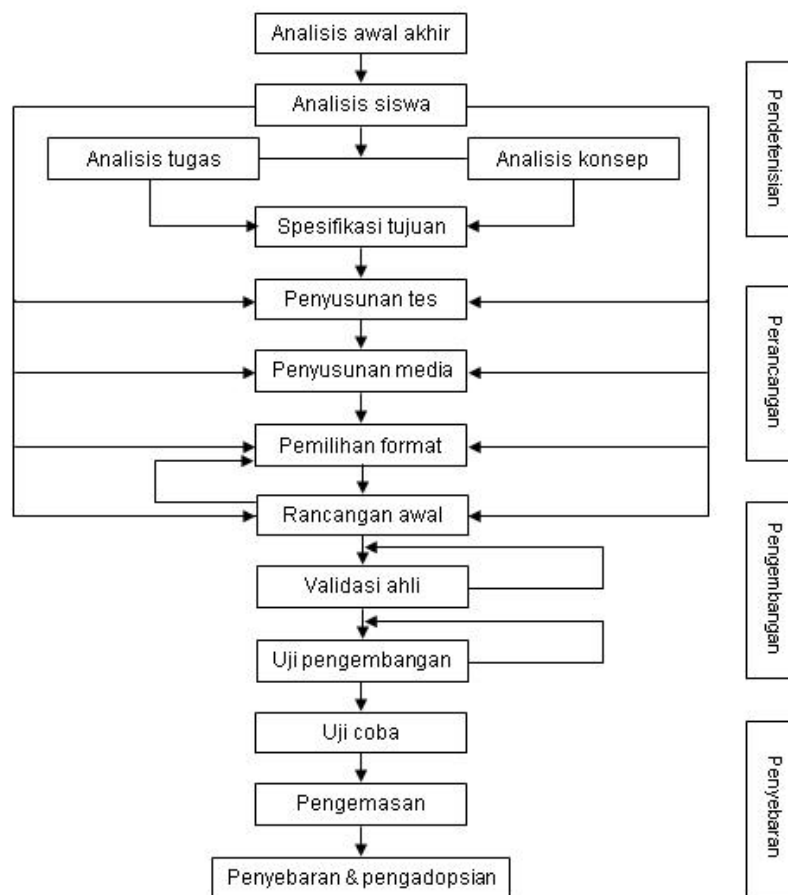 Analisis awal akhir
Analisis siswa
Analisis tugas
Analisis konsep
Spesifikasi tujuan
Penyusunan tes
Penyusunan media
Pemilihan format
Rancangan awal
Validasi ahli
Uji pengembangan
Uji coba
Pengemasan
Penyebaran & pengadopsian
Pendefenisian
Perancangan
Pengembangan
Penyebaran